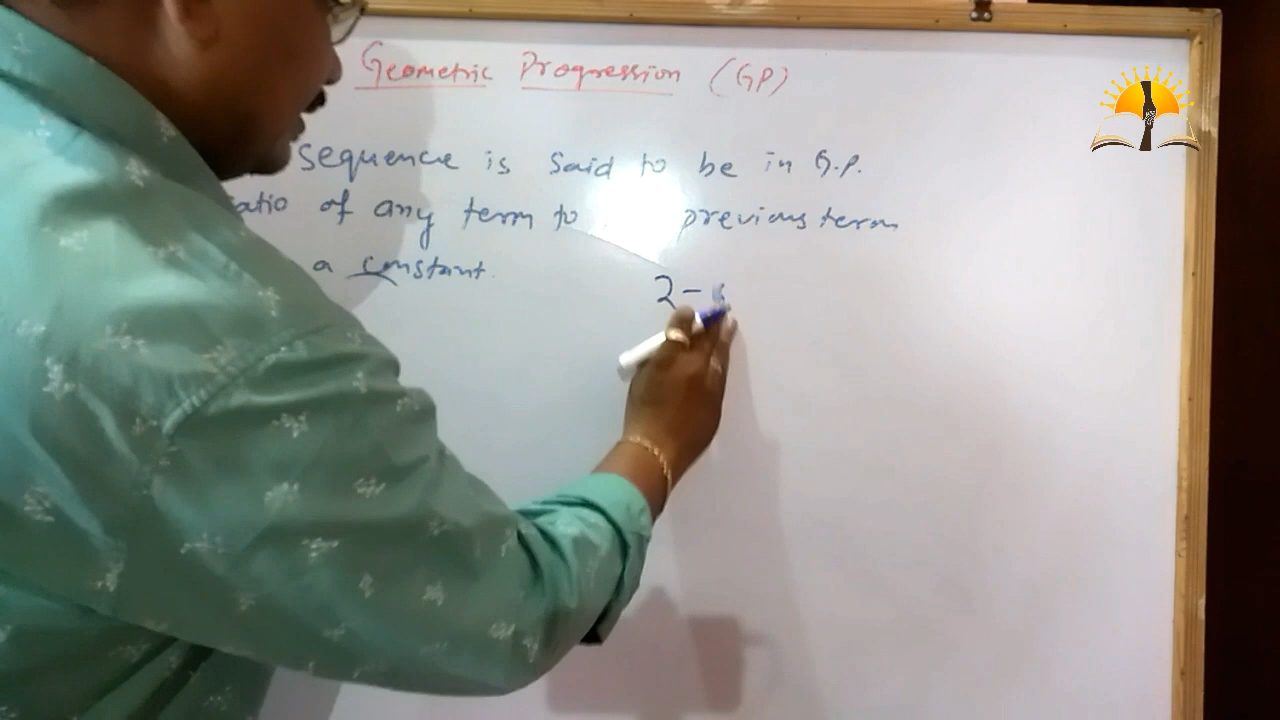 Geometric Progression (GP)
sequence is said to be in G.P.
of any term to previous term
a constant.
2 -